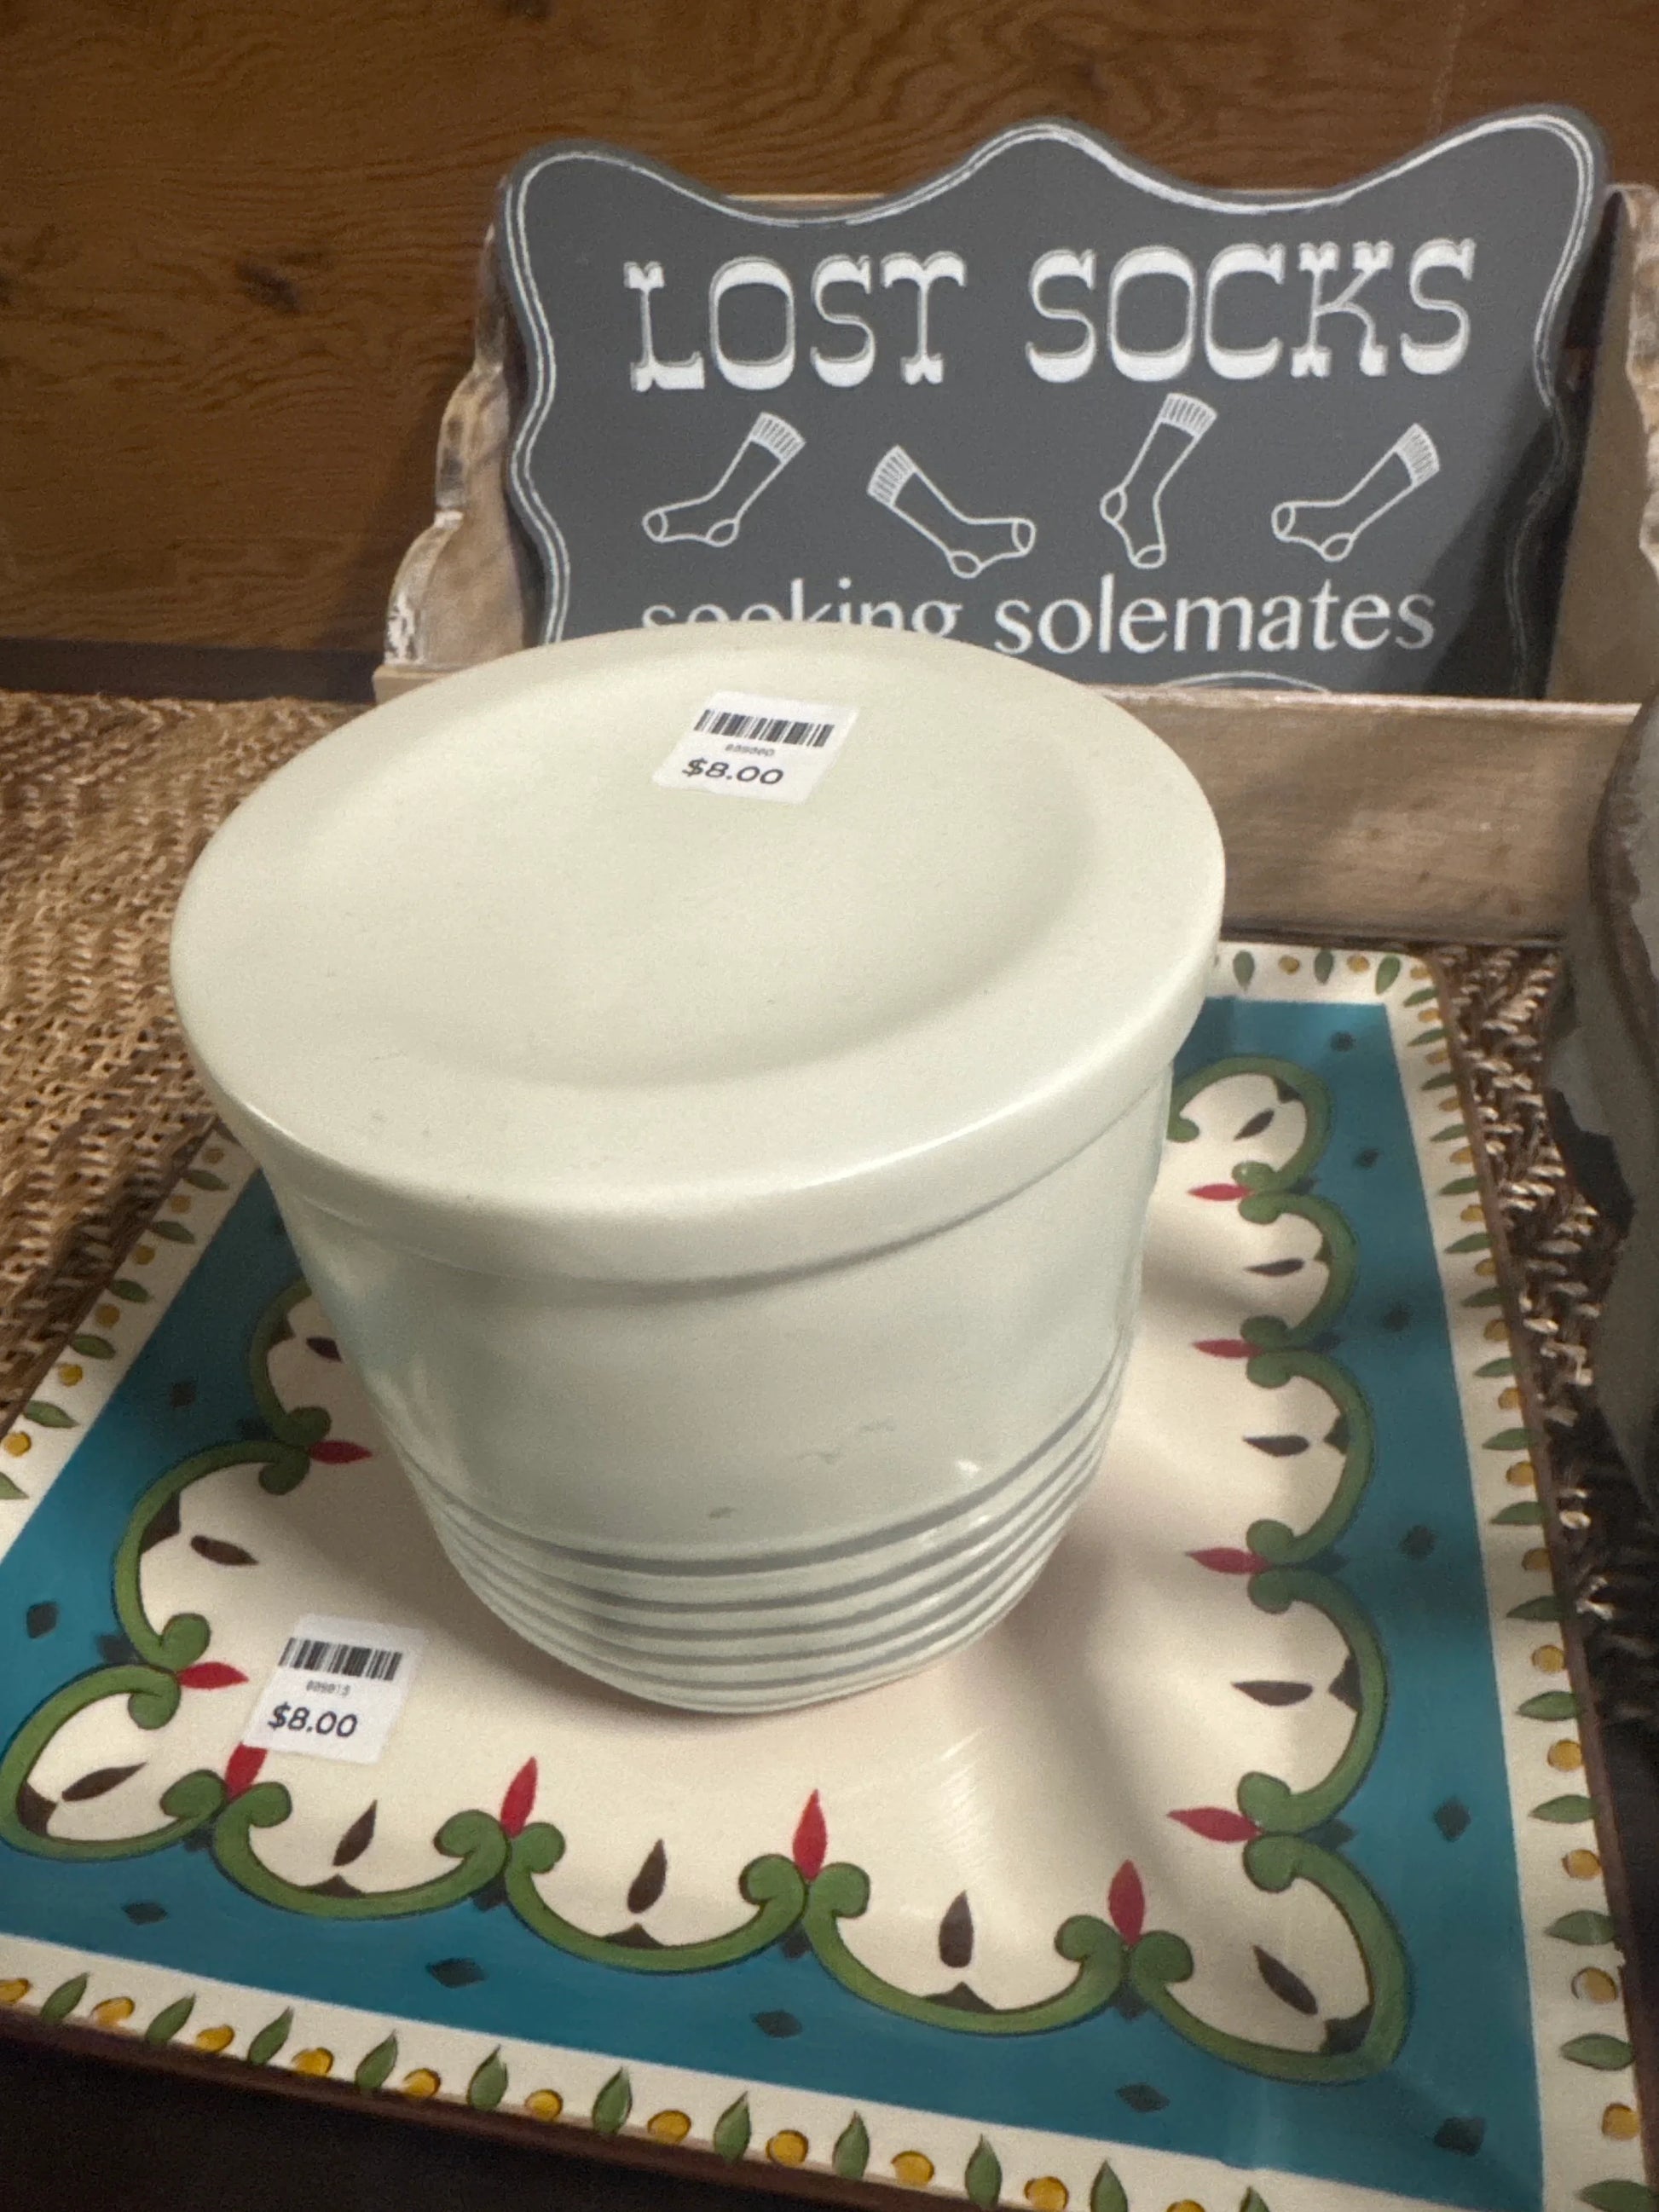 LOST SOCKS
seeking solemates
$8.00
$8.00